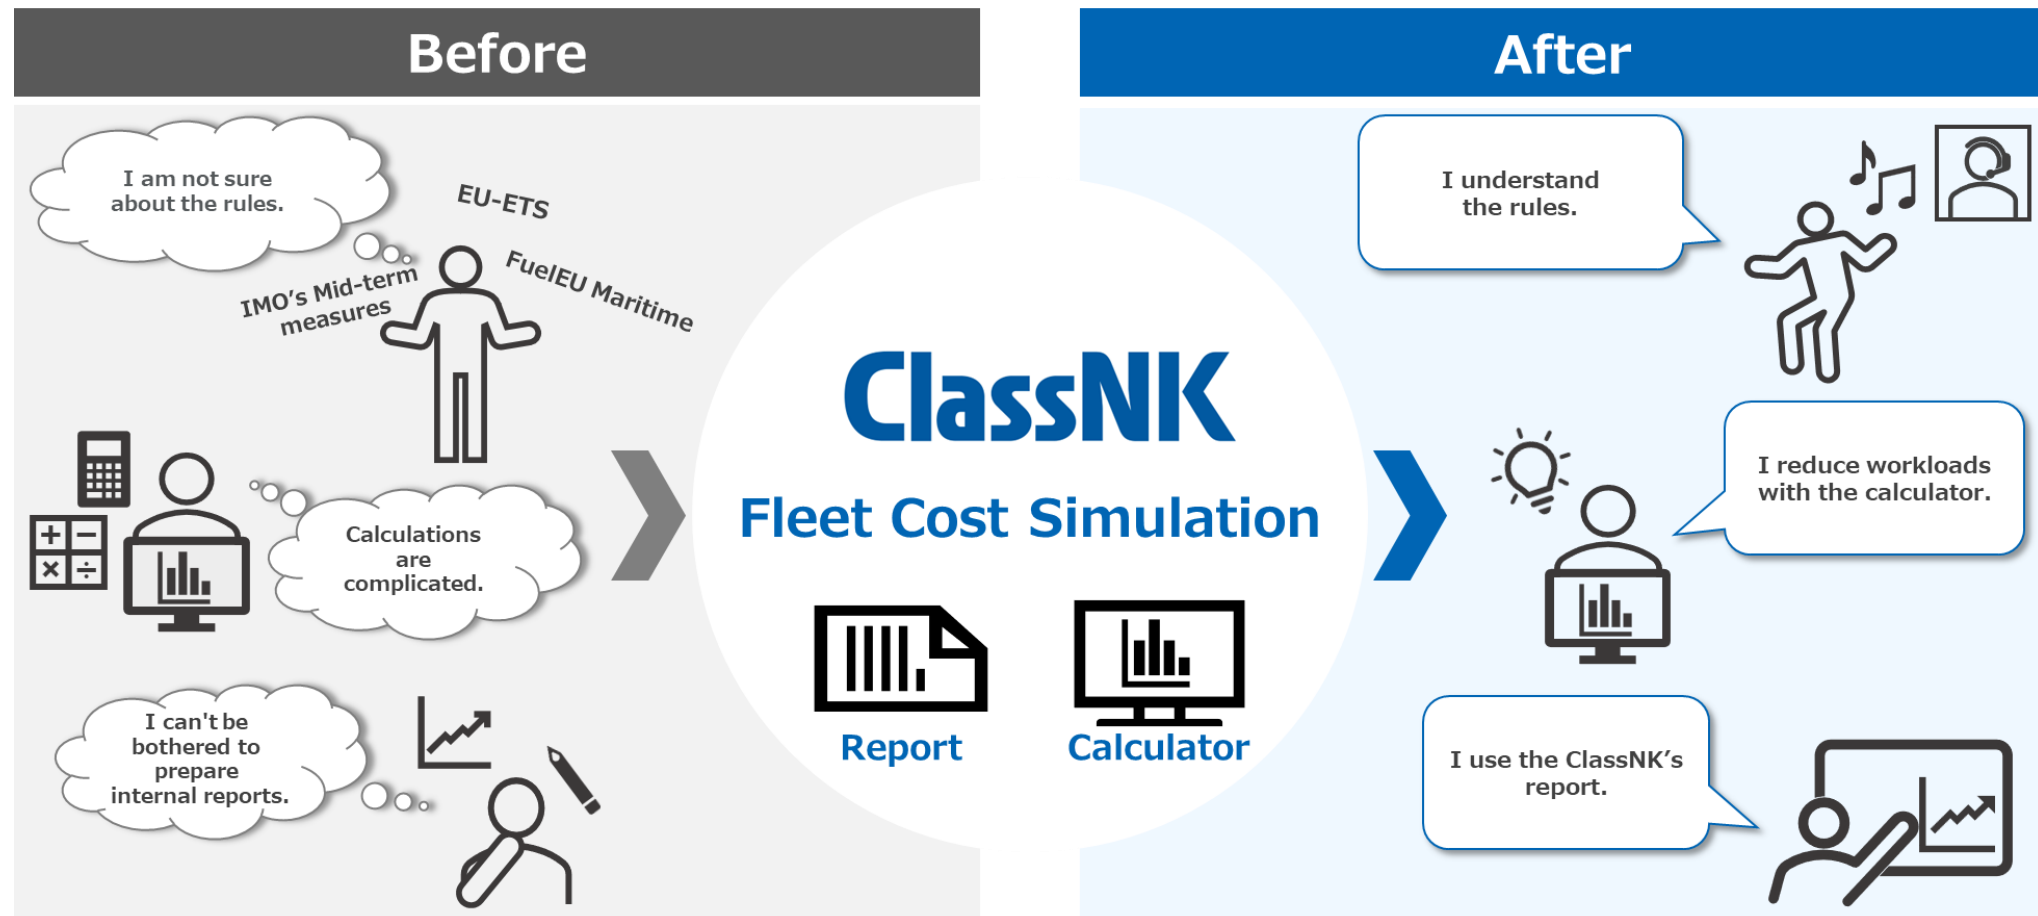 Before
I am not sure
about the rules.
EU-ETS
FuelEU Maritime
IMO's Mid-term
measures
Calculations
are
complicated.
I can't be
bothered to
prepare
internal reports.
ClassNK
Fleet Cost Simulation
Report
Calculator
After
I understand
the rules.
I reduce workloads
with the calculator.
I use the ClassNK's
report.